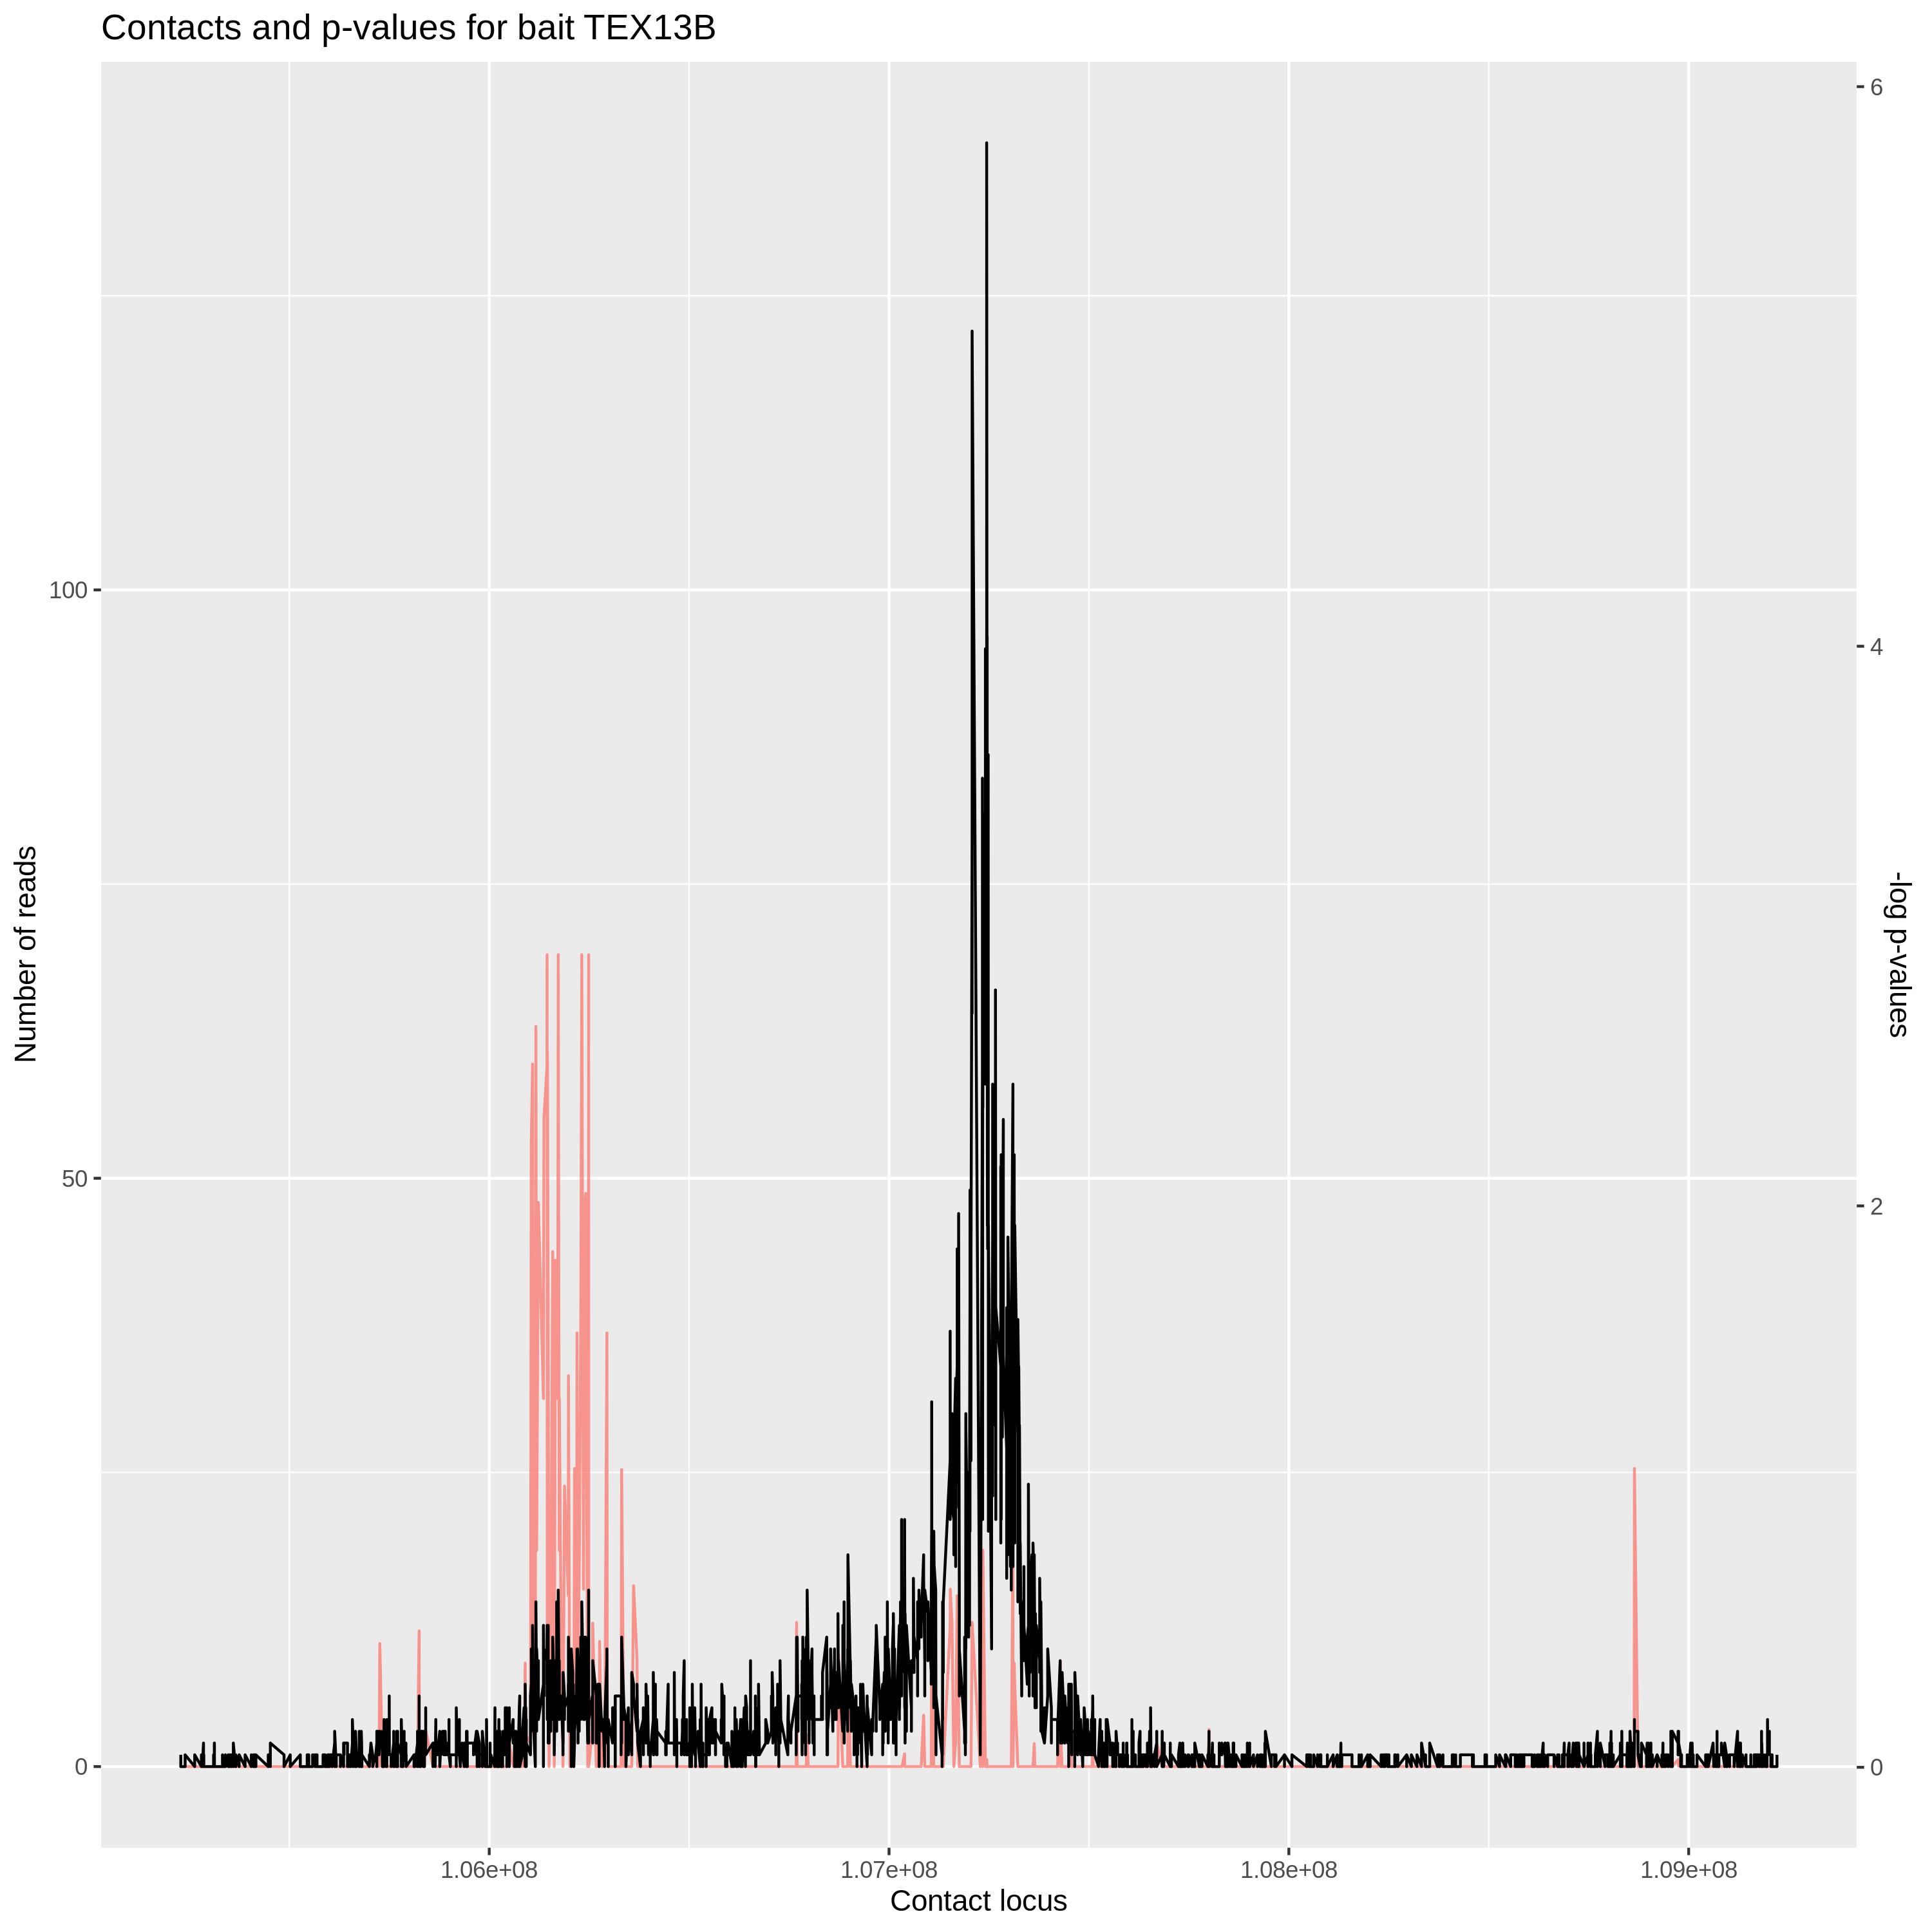 Contacts and p-values for bait TEX13B
6
100
4
Number of reads
-log p-values
50
2
0
0
1.06e+08
1.07e+08
1.08e+08
1.09e+08
Contact locus